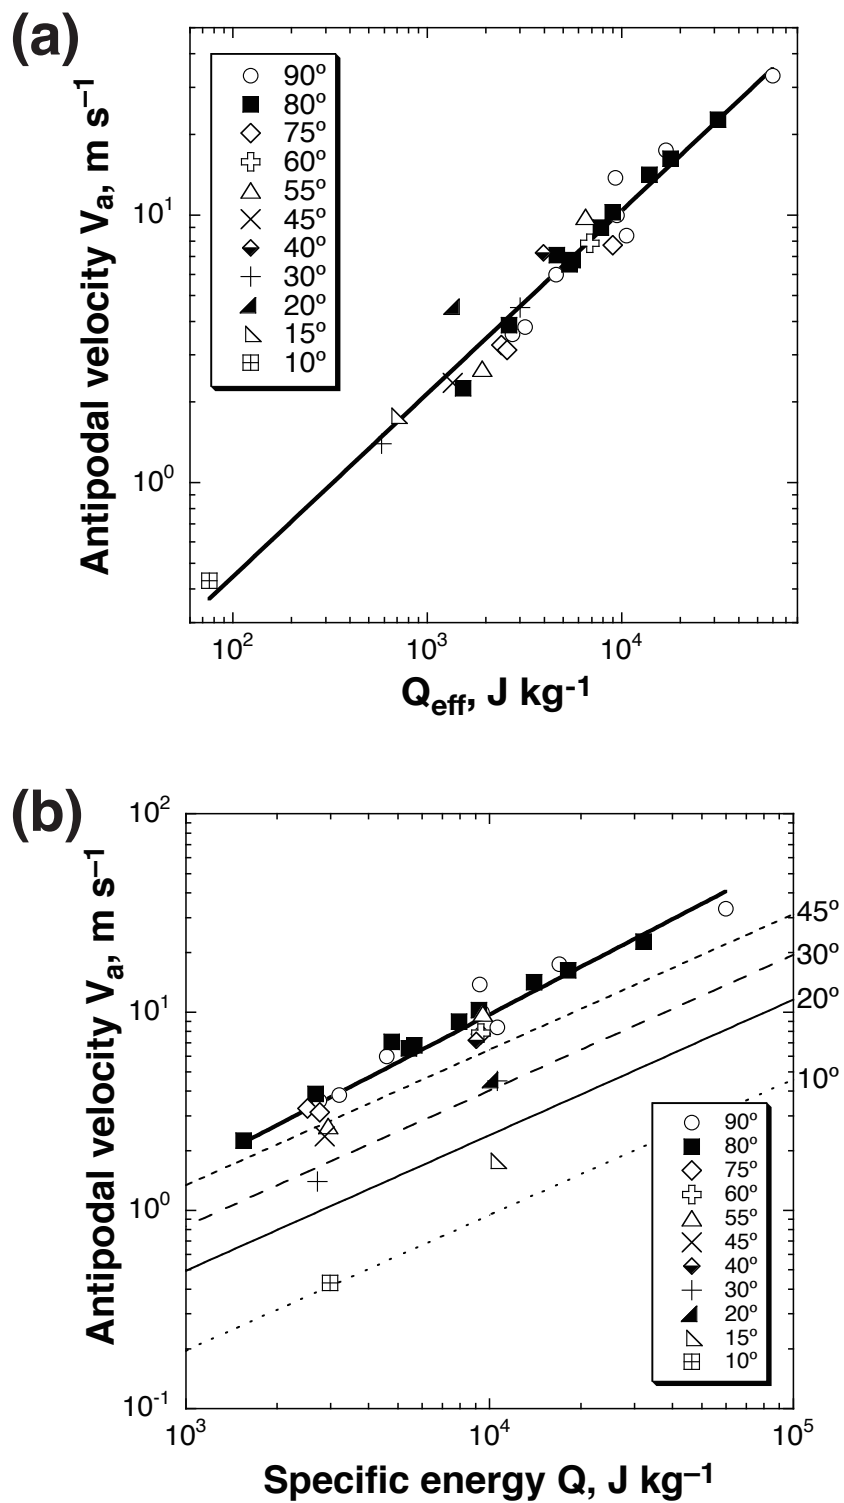 (a)
90º
80º
75º
60º
55º
45º
40º
30º
20º
15º
10º
Antipodal velocity Vₐ, m s⁻¹
10¹
10⁰
10² 10³ 10⁴
Q_eff, J kg⁻¹
(b)
10²
10¹
10⁰
10⁻¹
Antipodal velocity Vₐ, m s⁻¹
45º
30º
20º
10º
90º
80º
75º
60º
55º
45º
40º
30º
20º
15º
10º
10³ 10⁴ 10⁵
Specific energy Q, J kg⁻¹